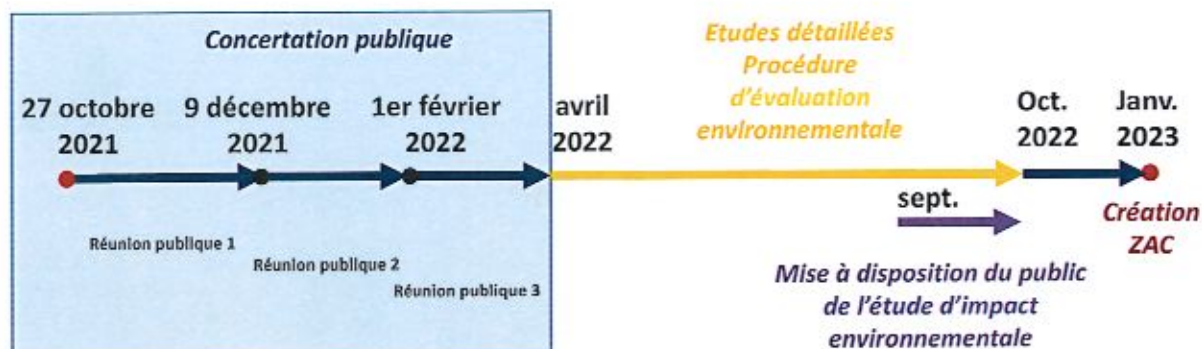 Concertation publique
27 octobre
2021
9 décembre
2021
1er février
2022
avril
2022
Etudes détaillées
Procédure
d'évaluation
environnementale
Oct.
2022
Janv.
2023
sept.
Création
ZAC
Réunion publique 1
Réunion publique 2
Réunion publique 3
Mise à disposition du public
de l'étude d'impact
environnementale